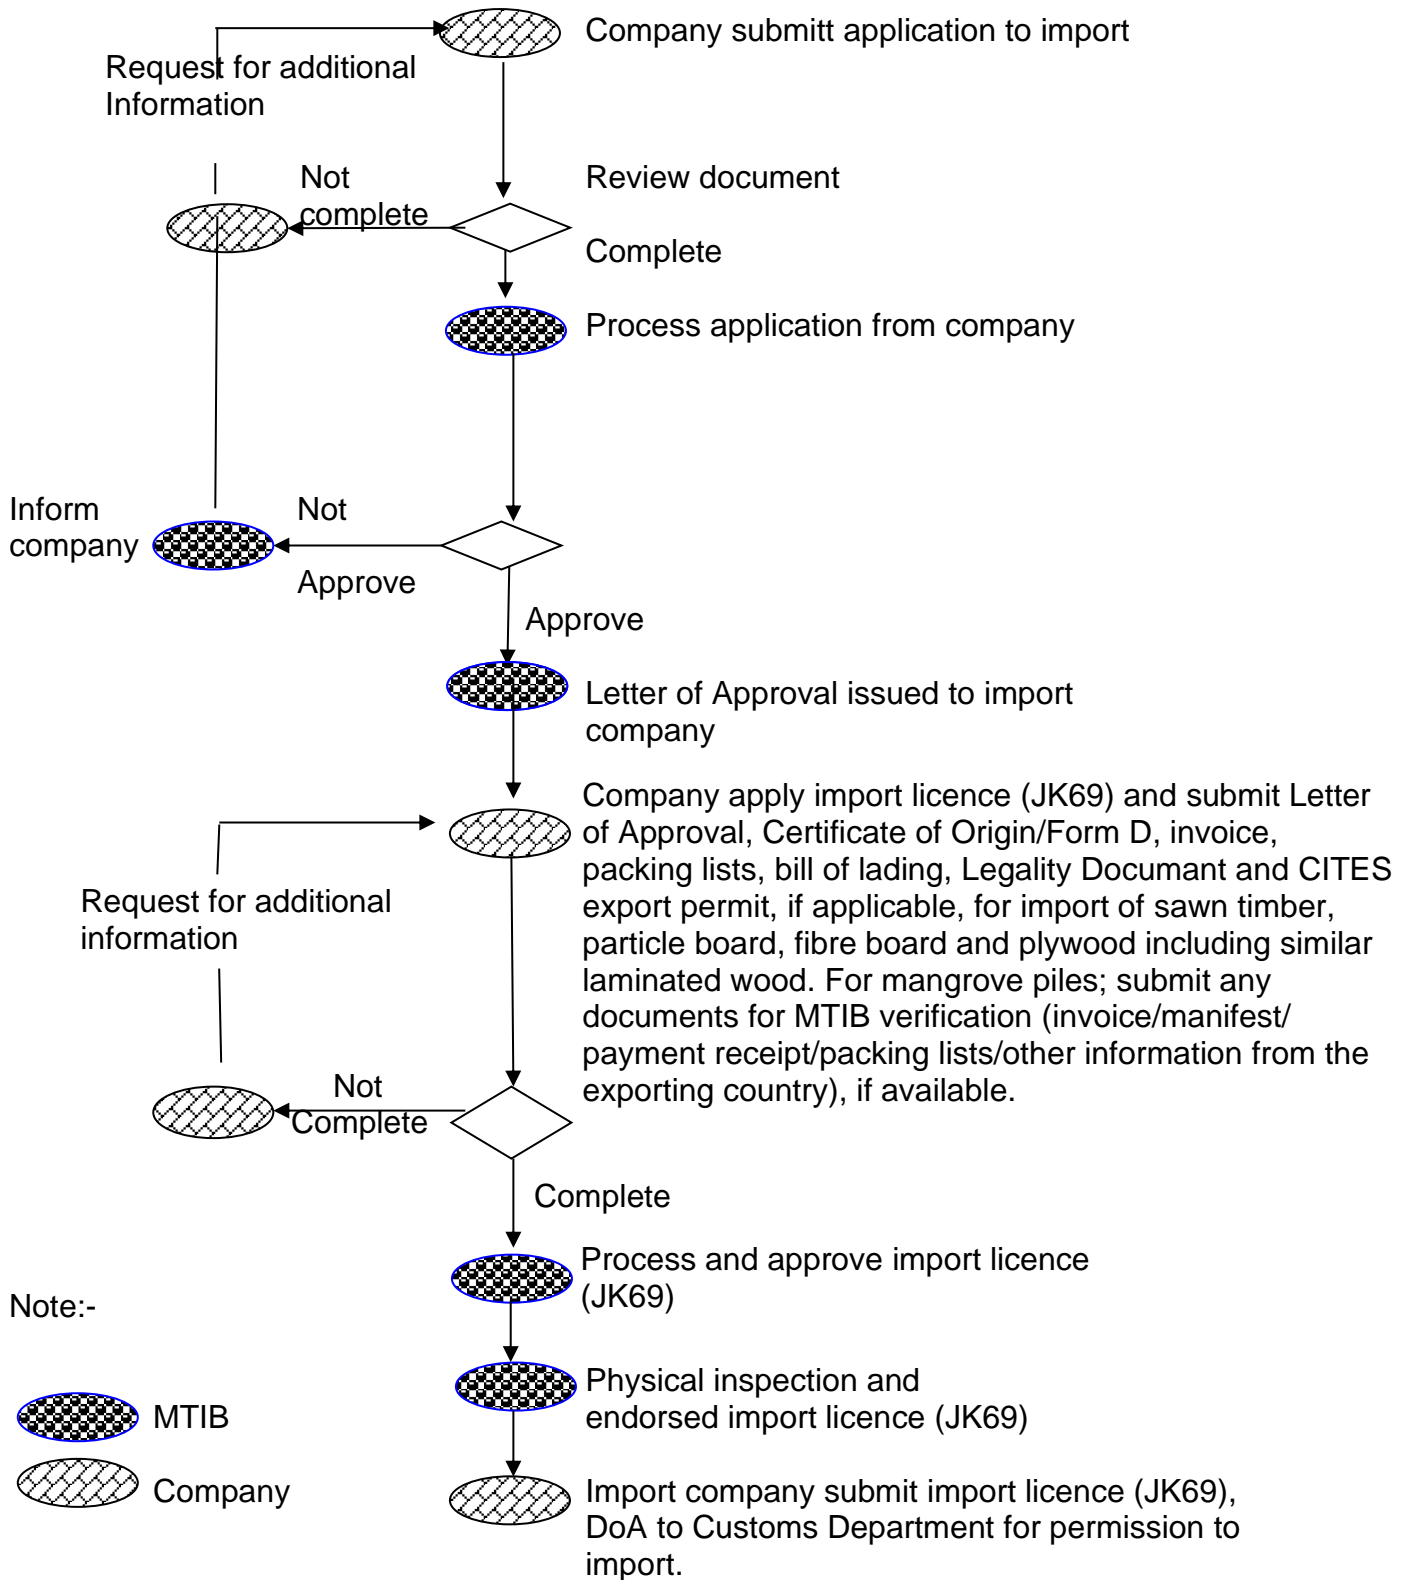 Company submitt application to import
Request for additional
Information
Not
complete
Review document
Complete
Process application from company
Inform
company
Not
Approve
Approve
Letter of Approval issued to import
company
Company apply import licence (JK69) and submit Letter
of Approval, Certificate of Origin/Form D, invoice,
packing lists, bill of lading, Legality Documant and CITES
export permit, if applicable, for import of sawn timber,
particle board, fibre board and plywood including similar
laminated wood. For mangrove piles; submit any
documents for MTIB verification (invoice/manifest/
payment receipt/packing lists/other information from the
exporting country), if available.
Request for additional
information
Not
Complete
Complete
Process and approve import licence
(JK69)
Note:-
Physical inspection and
endorsed import licence (JK69)
MTIB
Company
Import company submit import licence (JK69),
DoA to Customs Department for permission to
import.